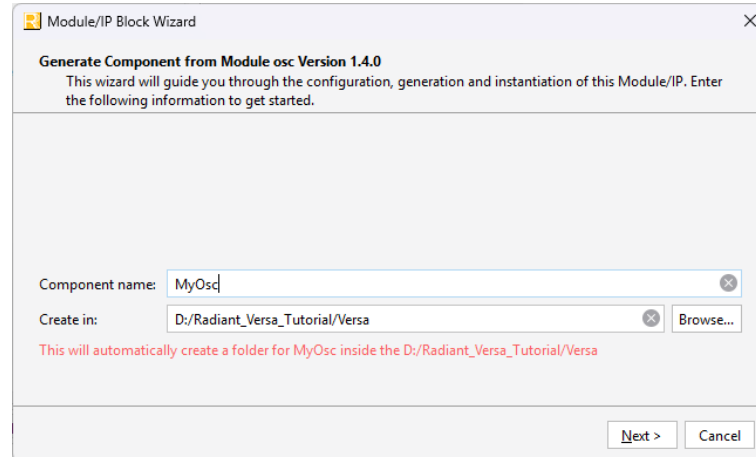 Module/IP Block Wizard
Generate Component from Module osc Version 1.4.0
This wizard will guide you through the configuration, generation and instantiation of this Module/IP. Enter
the following information to get started.
Component name: MyOsc
Create in: D:/Radiant_Versa_Tutorial/Versa Browse...
This will automatically create a folder for MyOsc inside the D:/Radiant_Versa_Tutorial/Versa
Next > Cancel